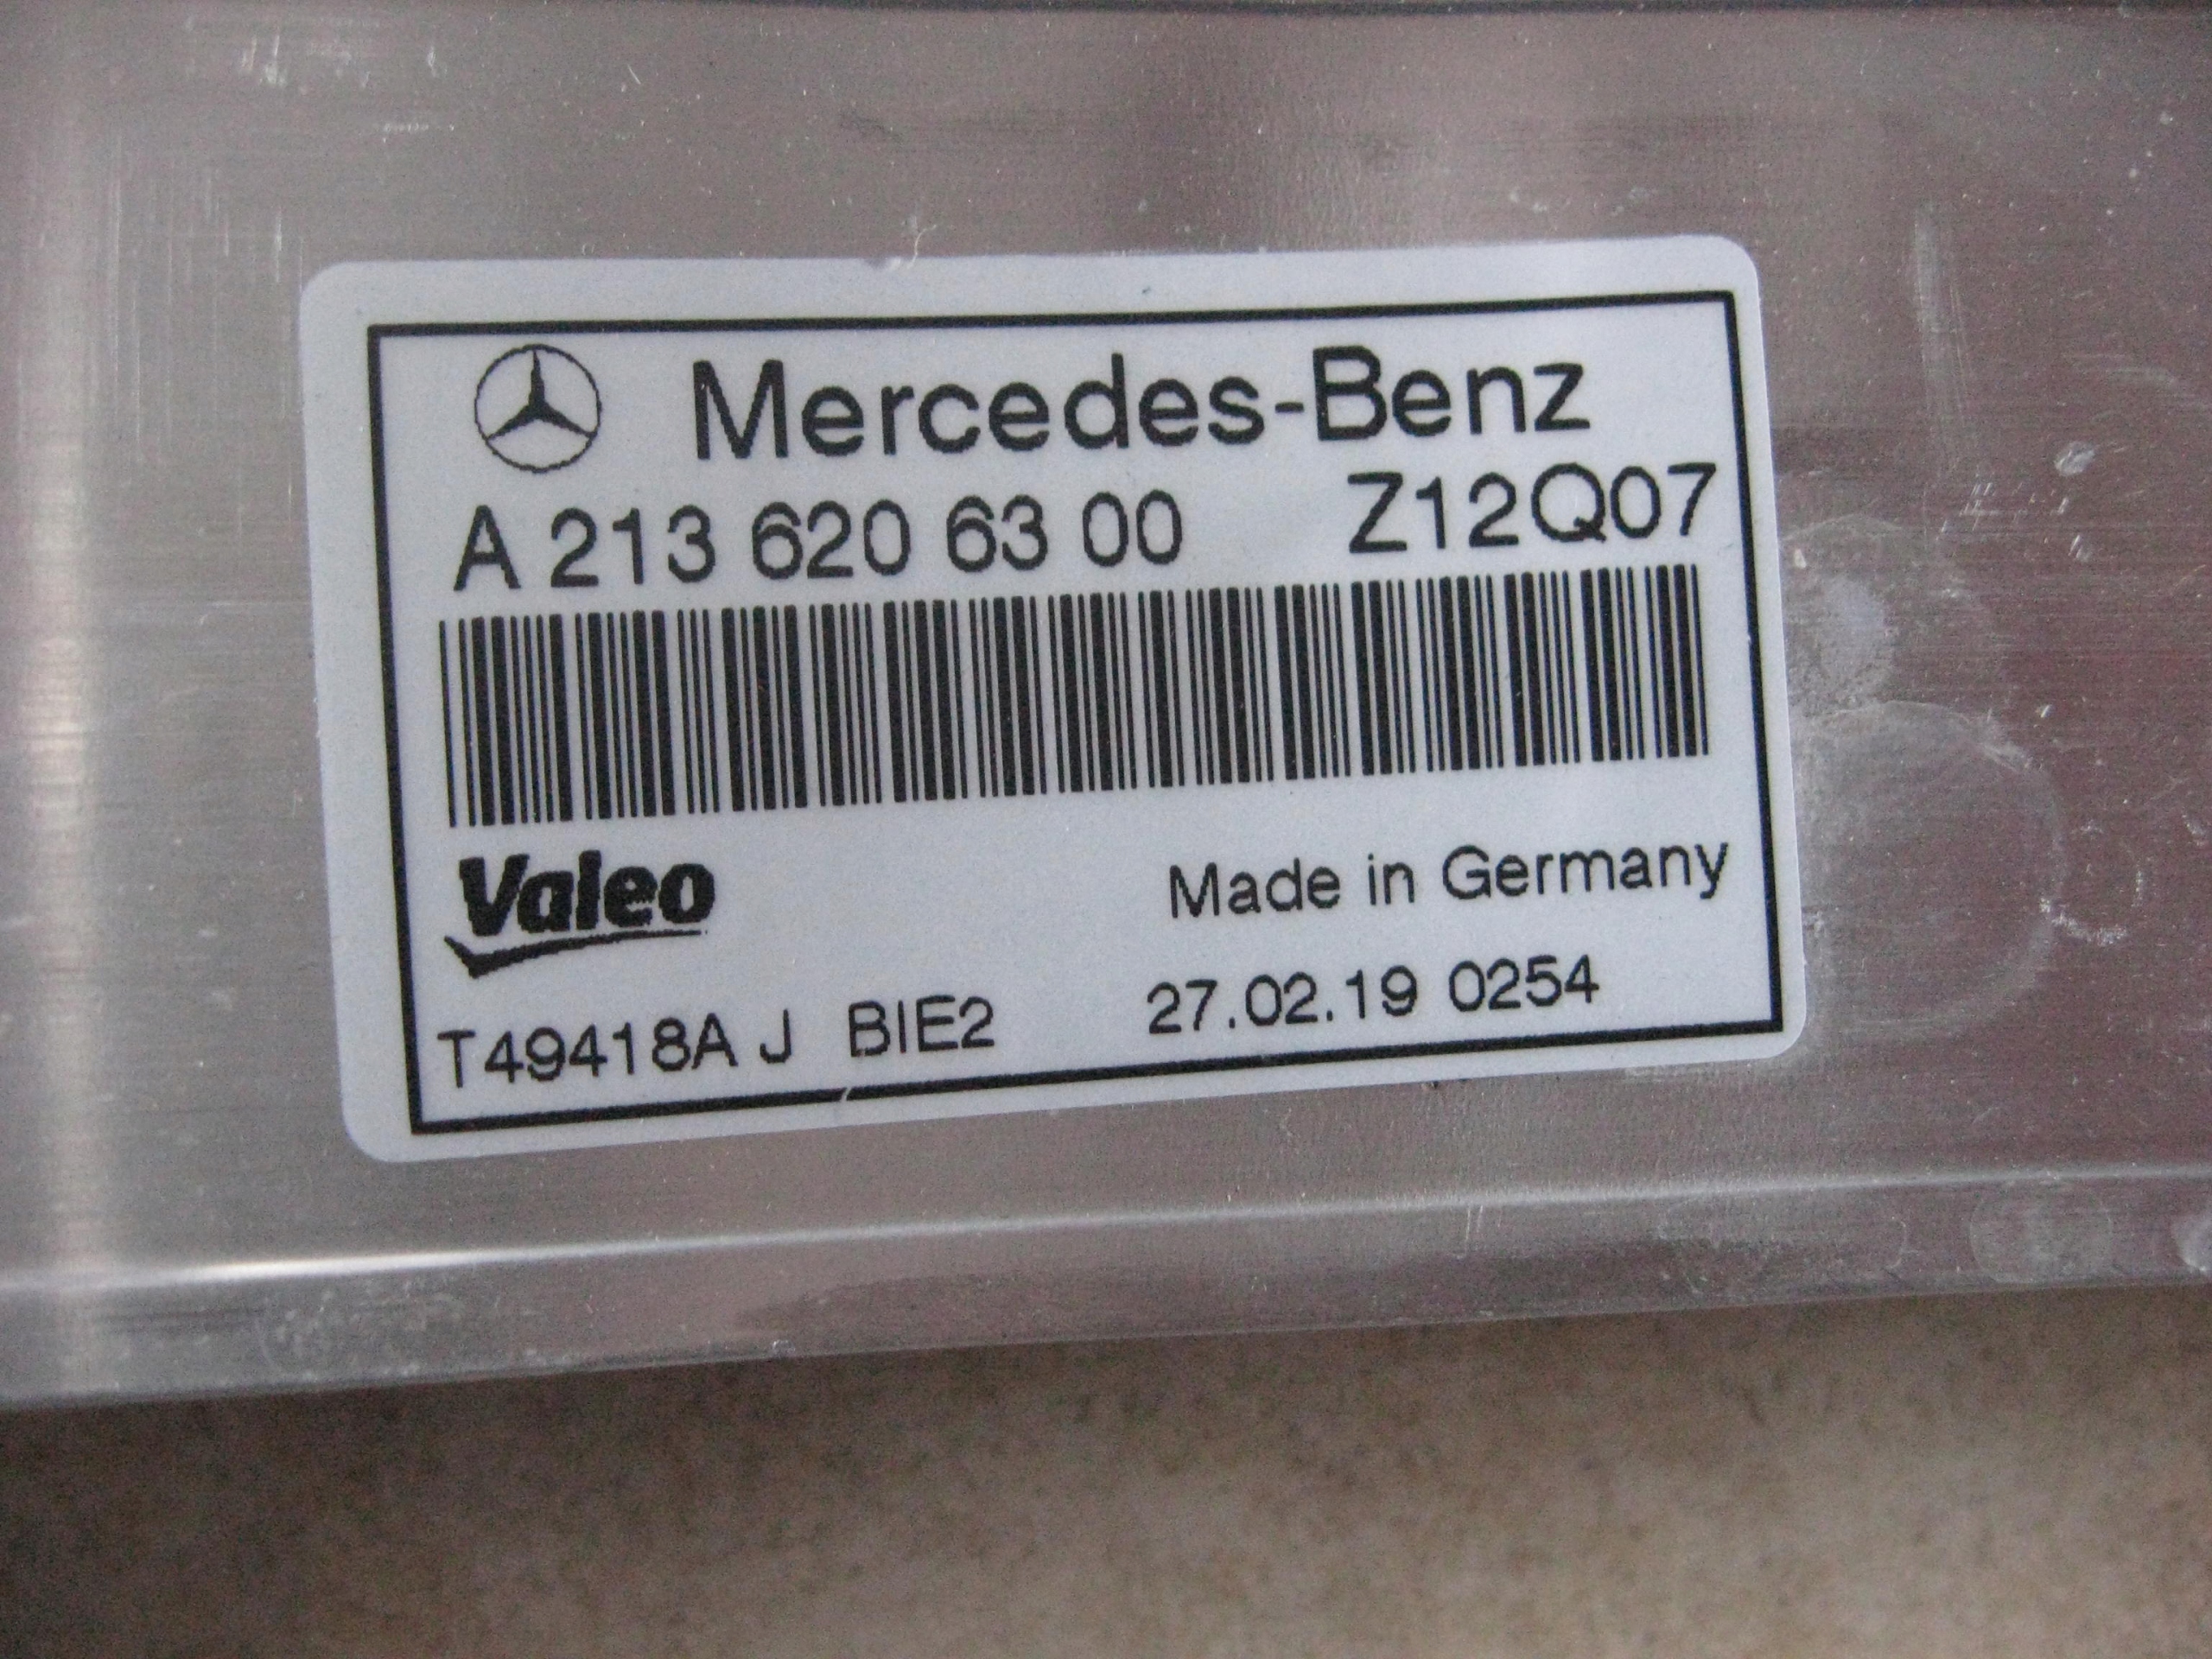 Mercedes-Benz
A 213 620 63 00 Z12Q07
Valeo
Made in Germany
T49418A J BIE2 27.02.19 0254